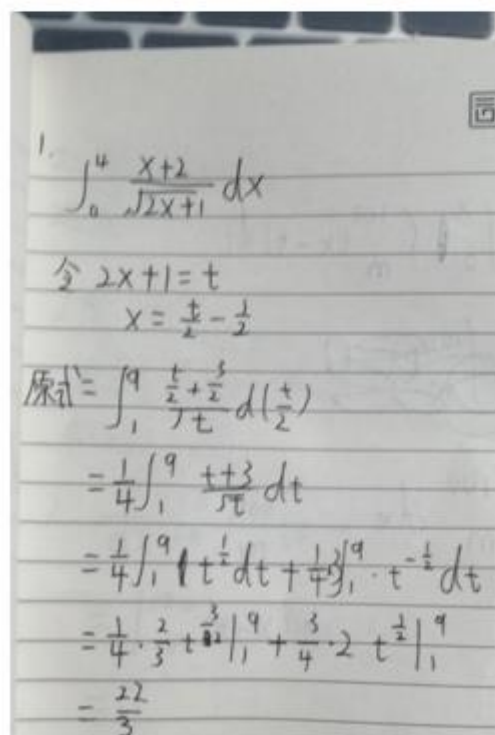 1.
∫₀⁴ (x+2)/√(2x+1) dx
令 2x+1=t
x = t/2 - 1/2
原式 = ∫₁⁹ (t/2 + 3/2)/√t d(t/2)
= 1/4 ∫₁⁹ (t+3)/√t dt
= 1/4 ∫₁⁹ t^(1/2) dt + 1/4·3∫₁⁹ · t^(-1/2) dt
= 1/4 · 2/3 t^(3/2) |₁⁹ + 3/4 · 2 t^(1/2) |₁⁹
= 22/3